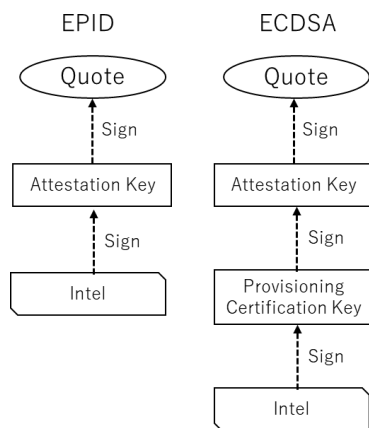 EPID
Quote
Sign
Attestation Key
Sign
Intel
ECDSA
Quote
Sign
Attestation Key
Sign
Provisioning
Certification Key
Sign
Intel